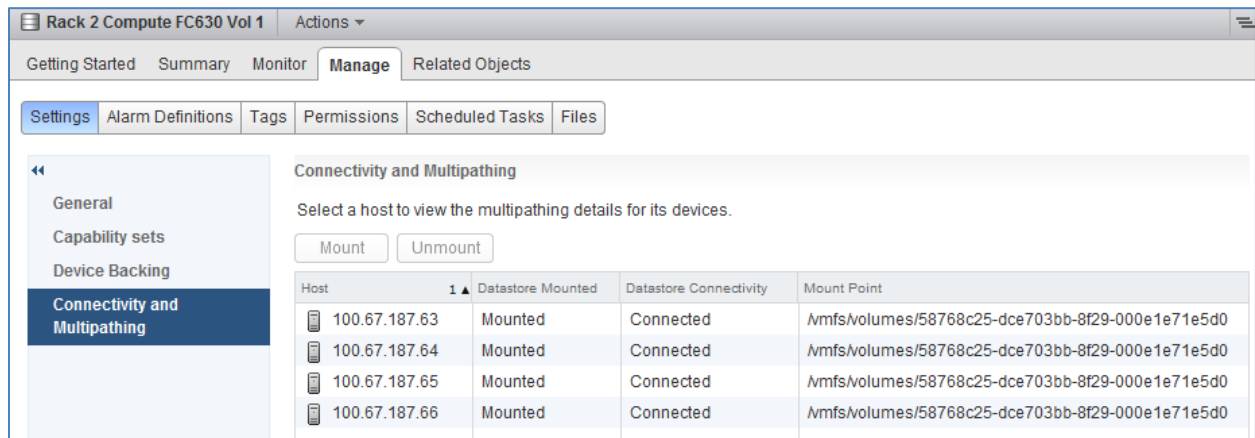 Rack 2 Compute FC630 Vol 1 Actions
Getting Started Summary Monitor Manage Related Objects
Settings Alarm Definitions Tags Permissions Scheduled Tasks Files
Connectivity and Multipathing
General
Select a host to view the multipathing details for its devices.
Capability sets
Mount Unmount
Device Backing
Connectivity and
Multipathing
Host 1 Datastore Mounted Datastore Connectivity Mount Point
100.67.187.63 Mounted Connected /vmfs/volumes/58768c25-dce703bb-8f29-000e1e71e5d0
100.67.187.64 Mounted Connected /vmfs/volumes/58768c25-dce703bb-8f29-000e1e71e5d0
100.67.187.65 Mounted Connected /vmfs/volumes/58768c25-dce703bb-8f29-000e1e71e5d0
100.67.187.66 Mounted Connected /vmfs/volumes/58768c25-dce703bb-8f29-000e1e71e5d0